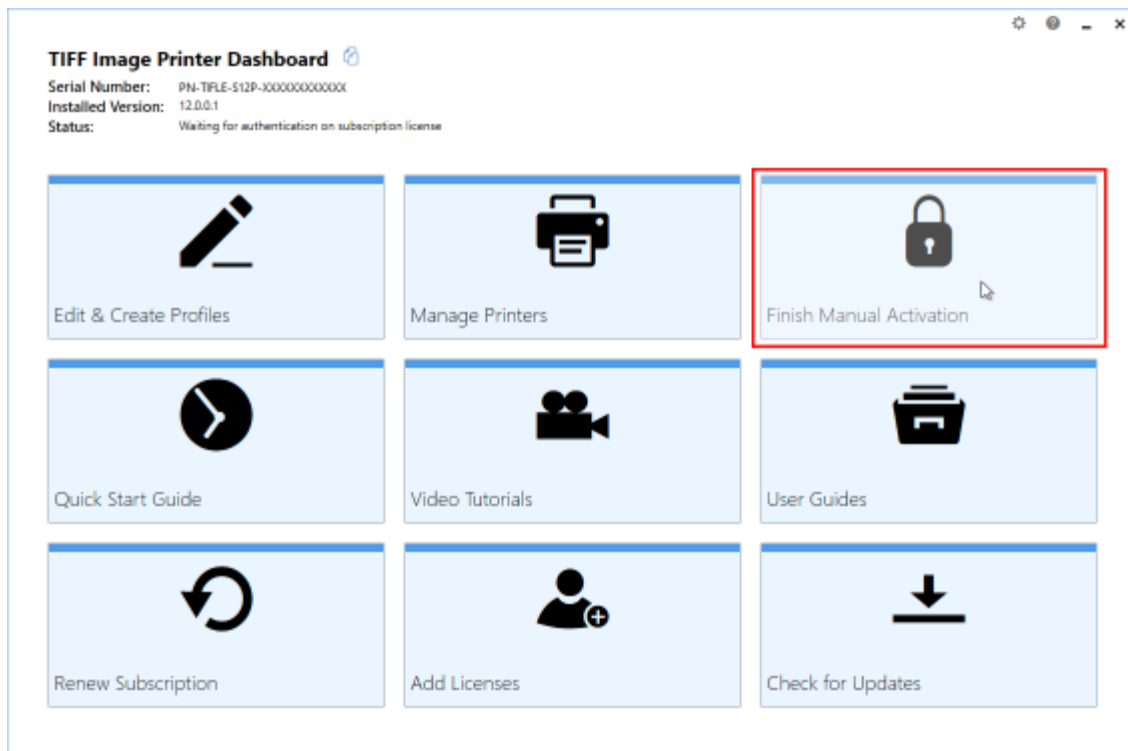 TIFF Image Printer Dashboard
Serial Number: PN-TIFLE-S12P-XXXXXXXXXXXX
Installed Version: 12.0.0.1
Status: Waiting for authentication on subscription license
Edit & Create Profiles
Manage Printers
Finish Manual Activation
Quick Start Guide
Video Tutorials
User Guides
Renew Subscription
Add Licenses
Check for Updates